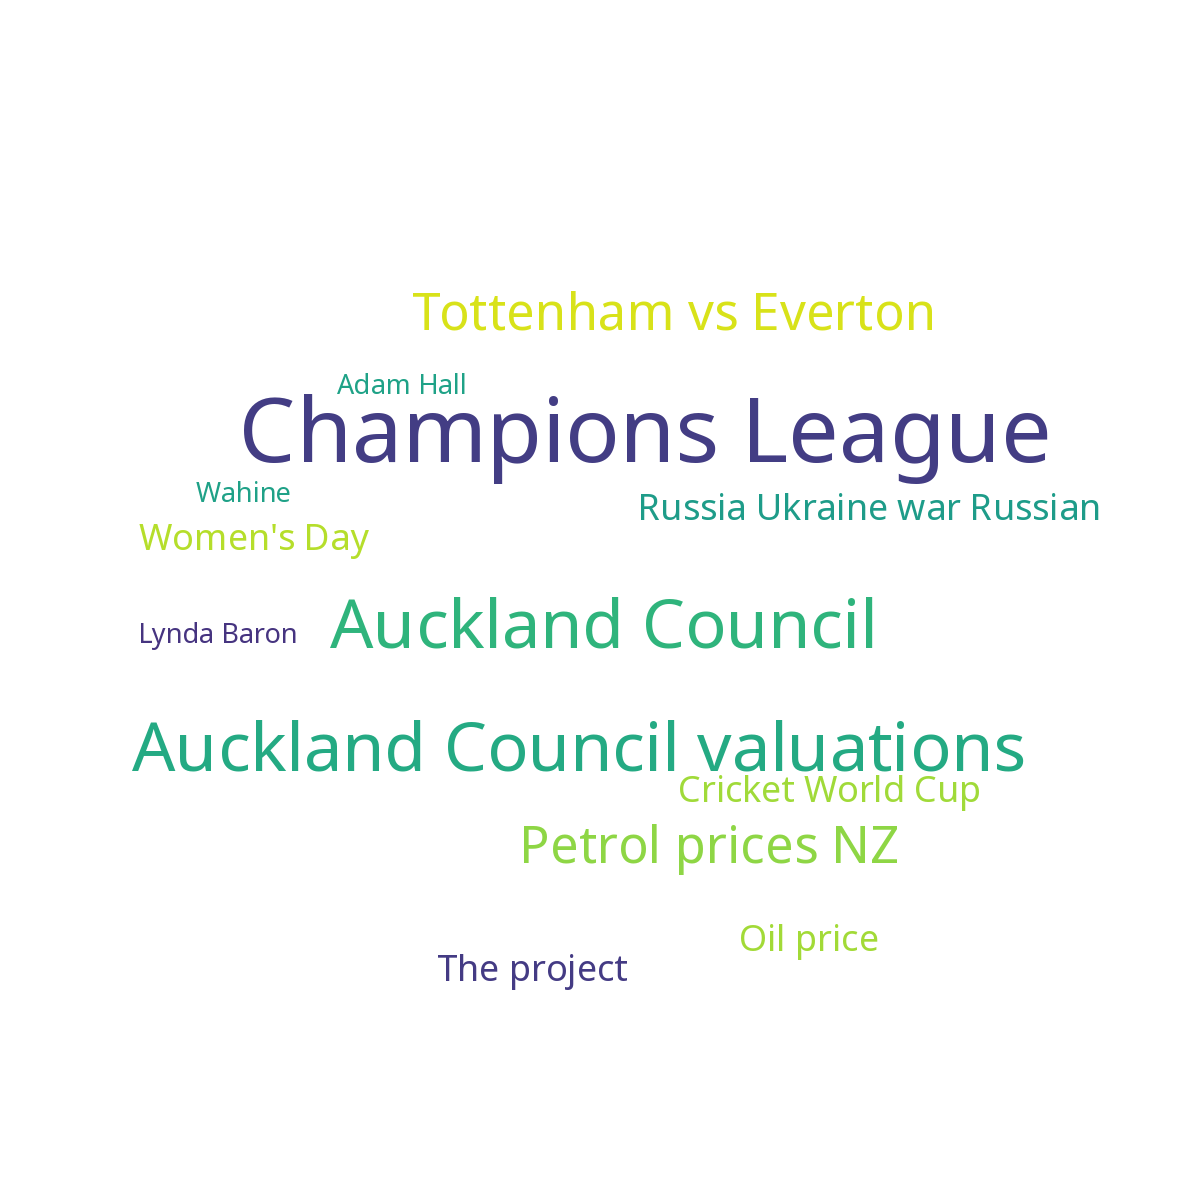 Tottenham vs Everton
Adam Hall
Champions League
Wahine
Russia Ukraine war Russian
Women's Day
Auckland Council
Lynda Baron
Auckland Council valuations
Cricket World Cup
Petrol prices NZ
Oil price
The project